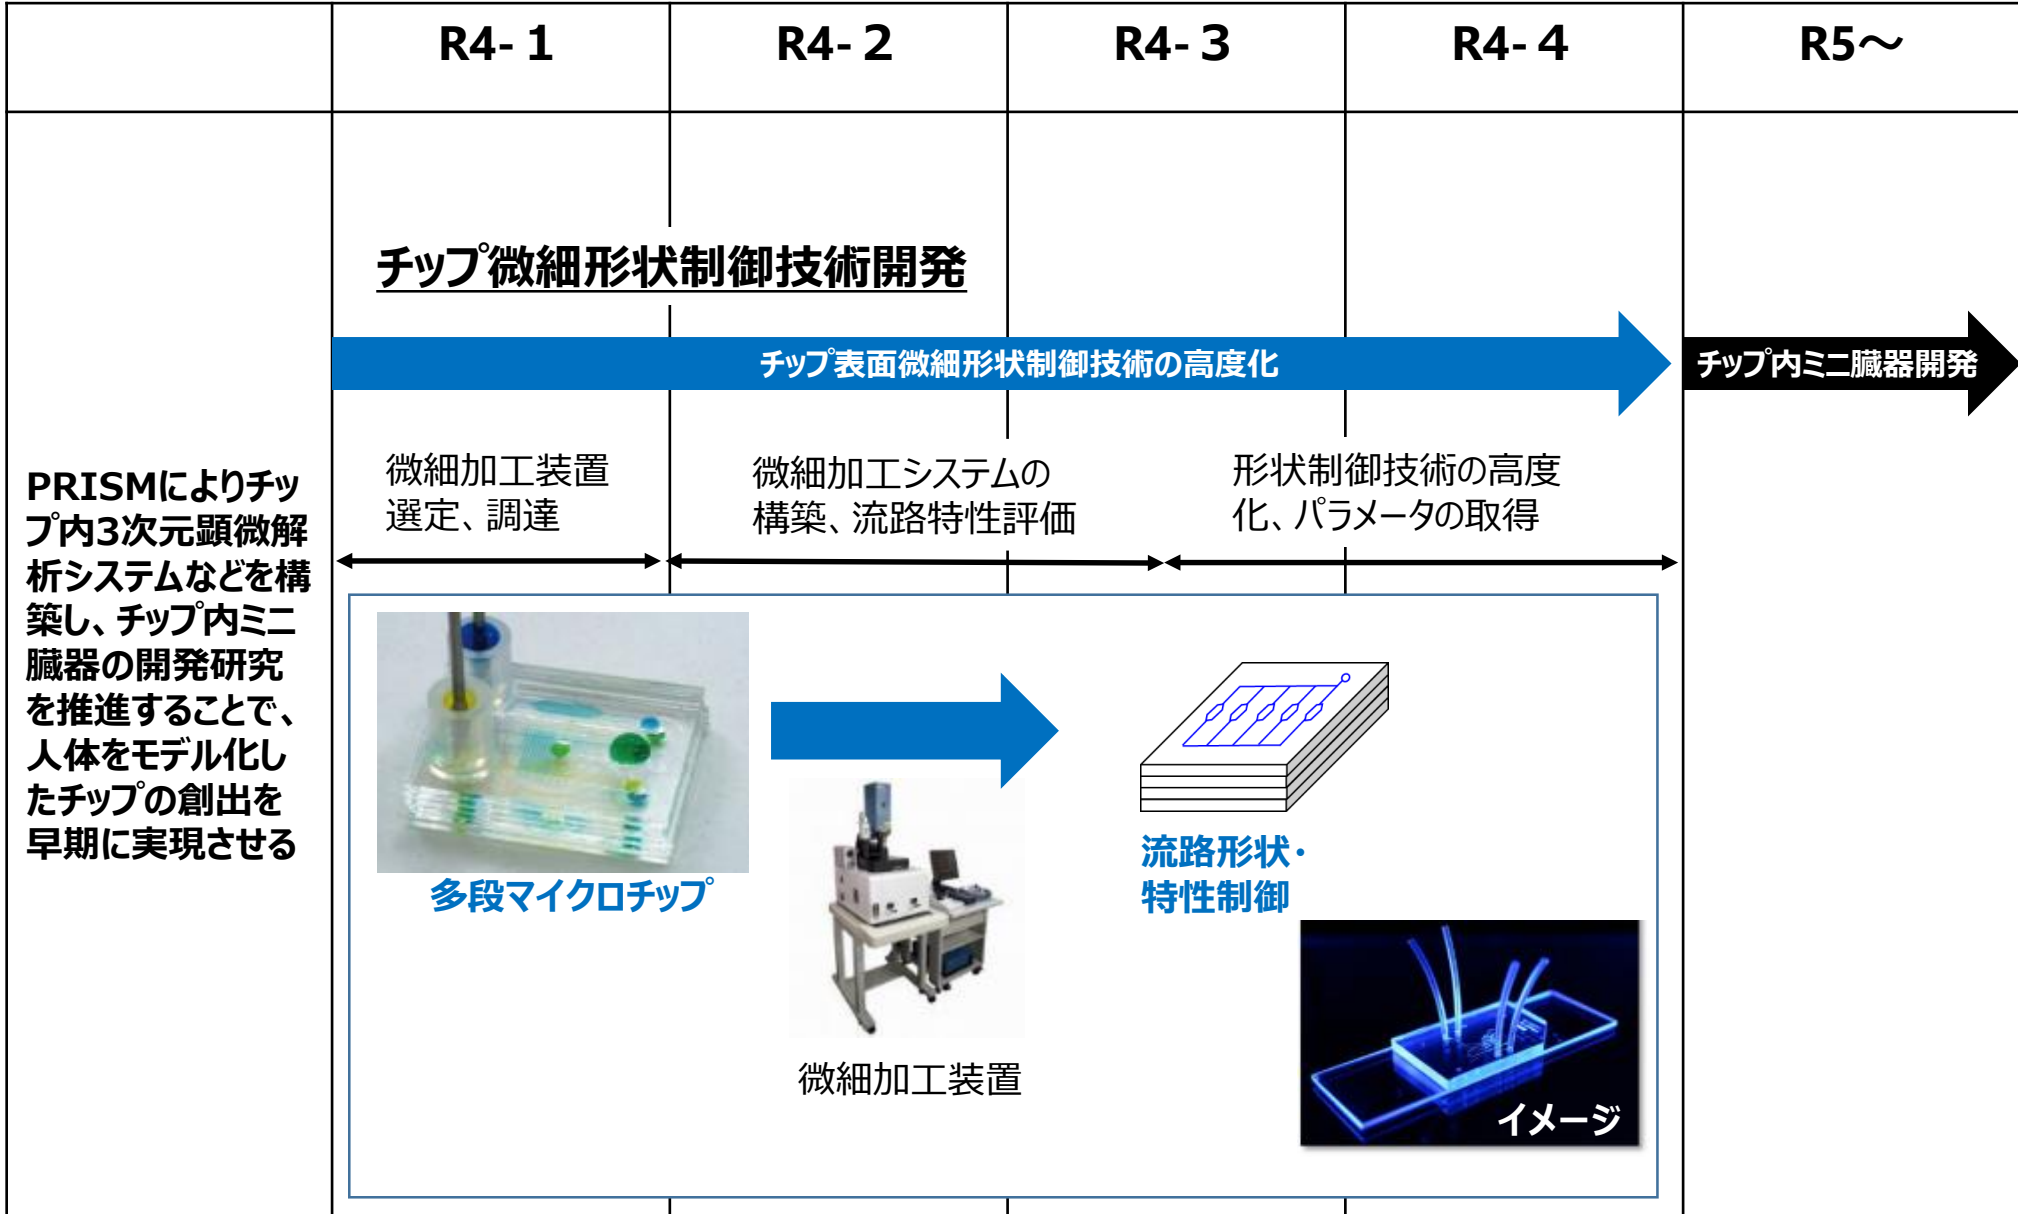 R4-１
R4-２
R4-３
R4-４
R5～
チップ微細形状制御技術開発
チップ表面微細形状制御技術の高度化
チップ内ミニ臓器開発
PRISMによりチッ
プ内3次元顕微解
析システムなどを構
築し、チップ内ミニ
臓器の開発研究
を推進することで、
人体をモデル化し
たチップの創出を
早期に実現させる
微細加工装置
選定、調達
微細加工システムの
構築、流路特性評価
形状制御技術の高度
化、パラメータの取得
多段マイクロチップ
流路形状・
特性制御
微細加工装置
イメージ